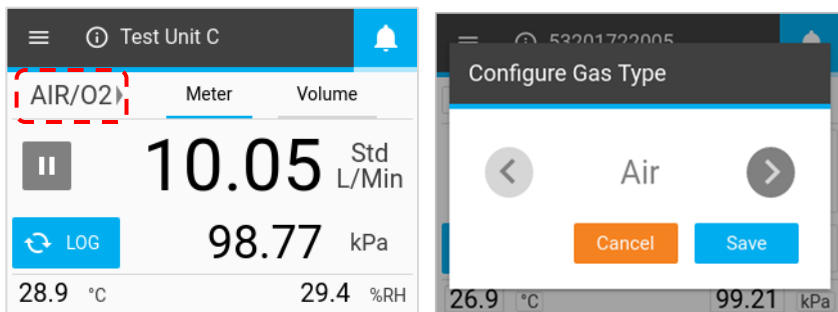 Test Unit C
AIR/O2
Meter
Volume
10.05 Std L/Min
LOG
98.77 kPa
28.9 °C
29.4 %RH
53201722005
Configure Gas Type
Air
Cancel
Save
26.9 °C
99.21 kPa